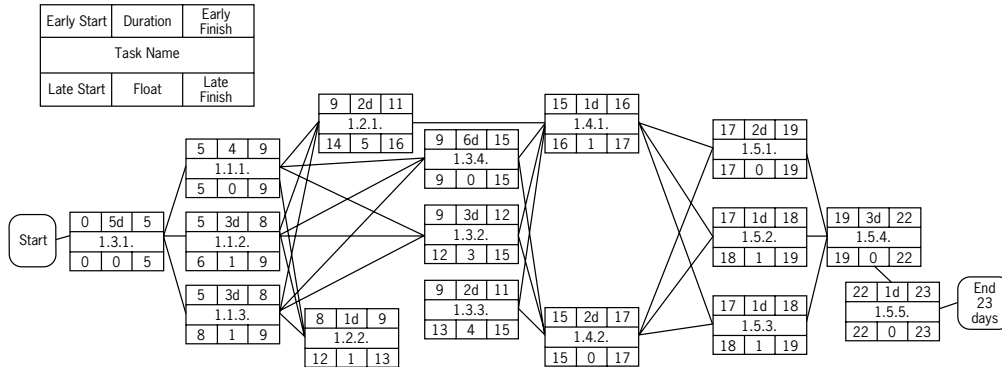 Early Start Duration Early Finish
Task Name
Late Start Float Late Finish
Start
0 5d 5
1.3.1.
0 0 5
5 4 9
1.1.1.
5 0 9
5 3d 8
1.1.2.
6 1 9
5 3d 8
1.1.3.
8 1 9
9 2d 11
1.2.1.
14 5 16
8 1d 9
1.2.2.
12 1 13
9 6d 15
1.3.4.
9 0 15
9 3d 12
1.3.2.
12 3 15
9 2d 11
1.3.3.
13 4 15
15 1d 16
1.4.1.
16 1 17
15 2d 17
1.4.2.
15 0 17
17 2d 19
1.5.1.
17 0 19
17 1d 18
1.5.2.
18 1 19
17 1d 18
1.5.3.
18 1 19
19 3d 22
1.5.4.
19 0 22
22 1d 23
1.5.5.
22 0 23
End
23
days